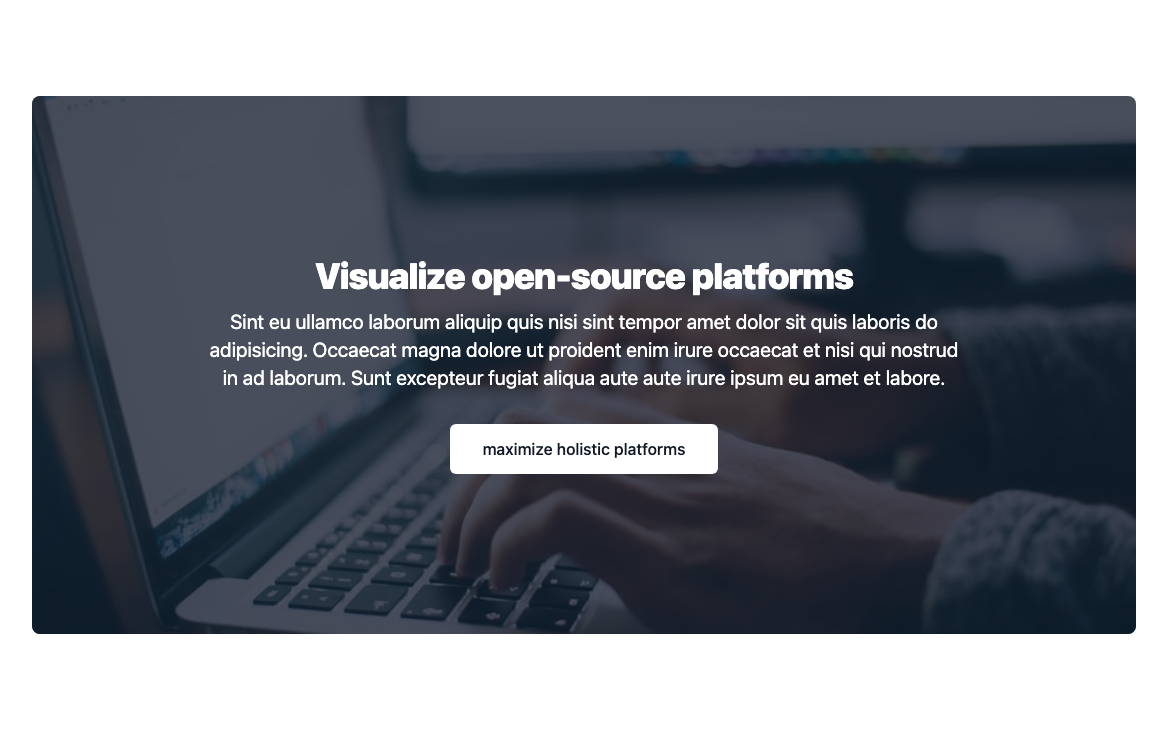 Visualize open-source platforms
Sint eu ullamco laborum aliquip quis nisi sint tempor amet dolor sit quis laboris do
adipisicing. Occaecat magna dolore ut proident enim irure occaecat et nisi qui nostrud
in ad laborum. Sunt excepteur fugiat aliqua aute aute irure ipsum eu amet et labore.
maximize holistic platforms